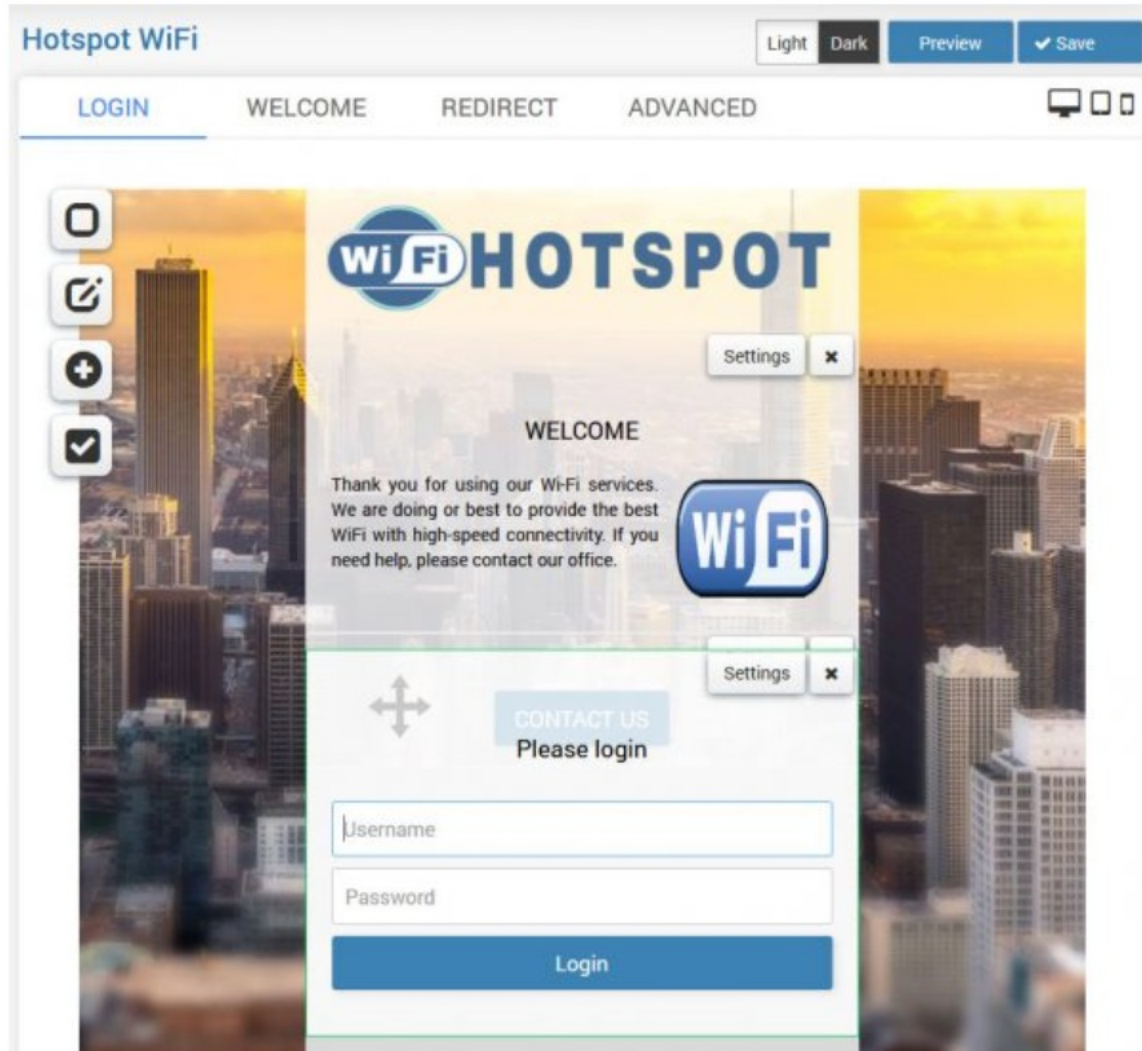 Hotspot WiFi
Light Dark Preview Save
LOGIN WELCOME REDIRECT ADVANCED
WiFi HOTSPOT
Settings
WELCOME
Thank you for using our Wi-Fi services.
We are doing or best to provide the best
WiFi with high-speed connectivity. If you
need help, please contact our office.
WiFi
Settings
CONTACT US
Please login
Username
Password
Login